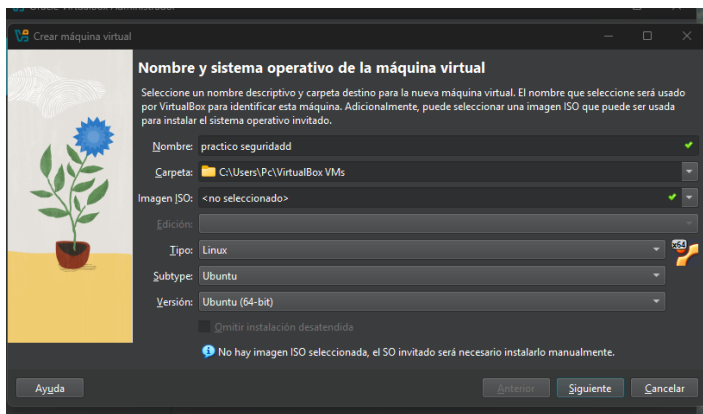 Oracle VirtualBox Administrador
Crear máquina virtual
Nombre y sistema operativo de la máquina virtual
Seleccione un nombre descriptivo y carpeta destino para la nueva máquina virtual. El nombre que seleccione será usado
por VirtualBox para identificar esta máquina. Adicionalmente, puede seleccionar una imagen ISO que puede ser usada
para instalar el sistema operativo invitado.
Nombre: practico seguridadd
Carpeta: C:\Users\Pc\VirtualBox VMs
Imagen ISO: <no seleccionado>
Edición:
Tipo: Linux
x64
Subtype: Ubuntu
Versión: Ubuntu (64-bit)
Omitir instalación desatendida
No hay imagen ISO seleccionada, el SO invitado será necesario instalarlo manualmente.
Ayuda Anterior Siguiente Cancelar